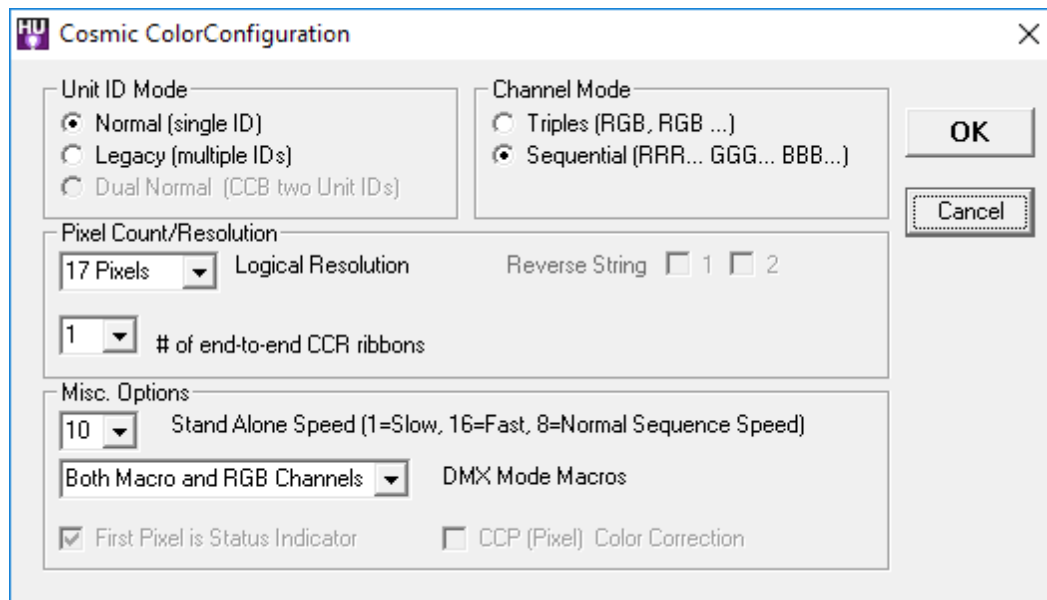 HU Cosmic ColorConfiguration
Unit ID Mode
Normal (single ID)
Legacy (multiple IDs)
Dual Normal (CCB two Unit IDs)
Channel Mode
Triples (RGB, RGB ...)
Sequential (RRR... GGG... BBB...)
OK
Cancel
Pixel Count/Resolution
17 Pixels Logical Resolution Reverse String 1 2
1 # of end-to-end CCR ribbons
Misc. Options
10 Stand Alone Speed (1=Slow, 16=Fast, 8=Normal Sequence Speed)
Both Macro and RGB Channels DMX Mode Macros
First Pixel is Status Indicator CCP (Pixel) Color Correction